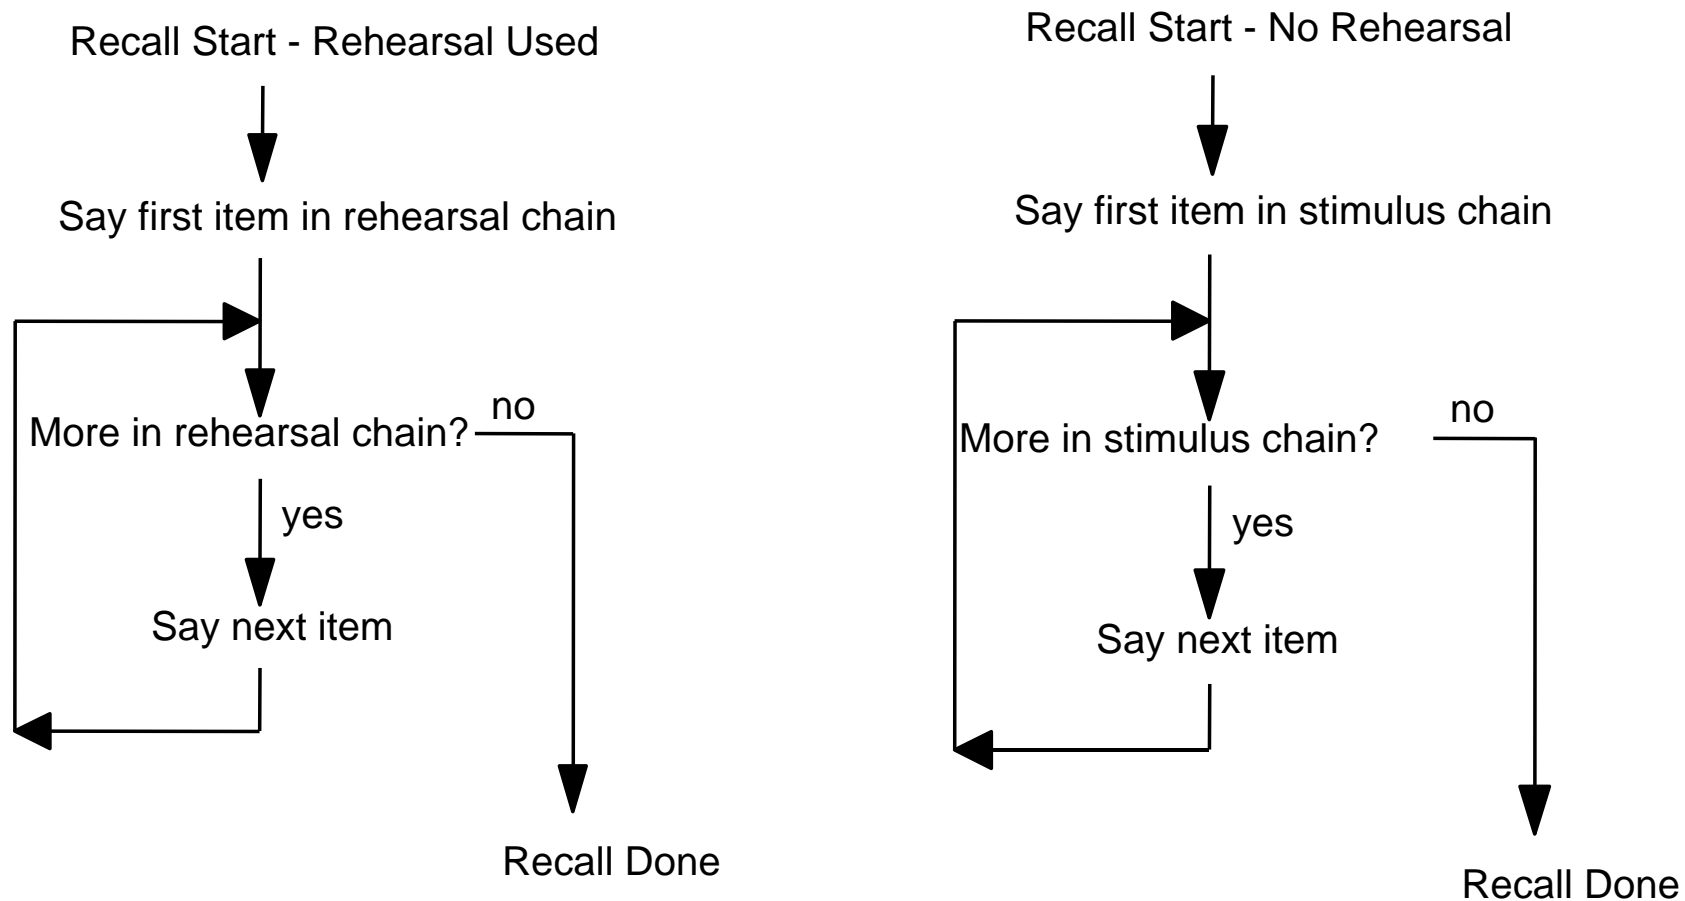 Recall Start - Rehearsal Used
Say first item in rehearsal chain
More in rehearsal chain?
no
yes
Say next item
Recall Done
Recall Start - No Rehearsal
Say first item in stimulus chain
More in stimulus chain?
no
yes
Say next item
Recall Done